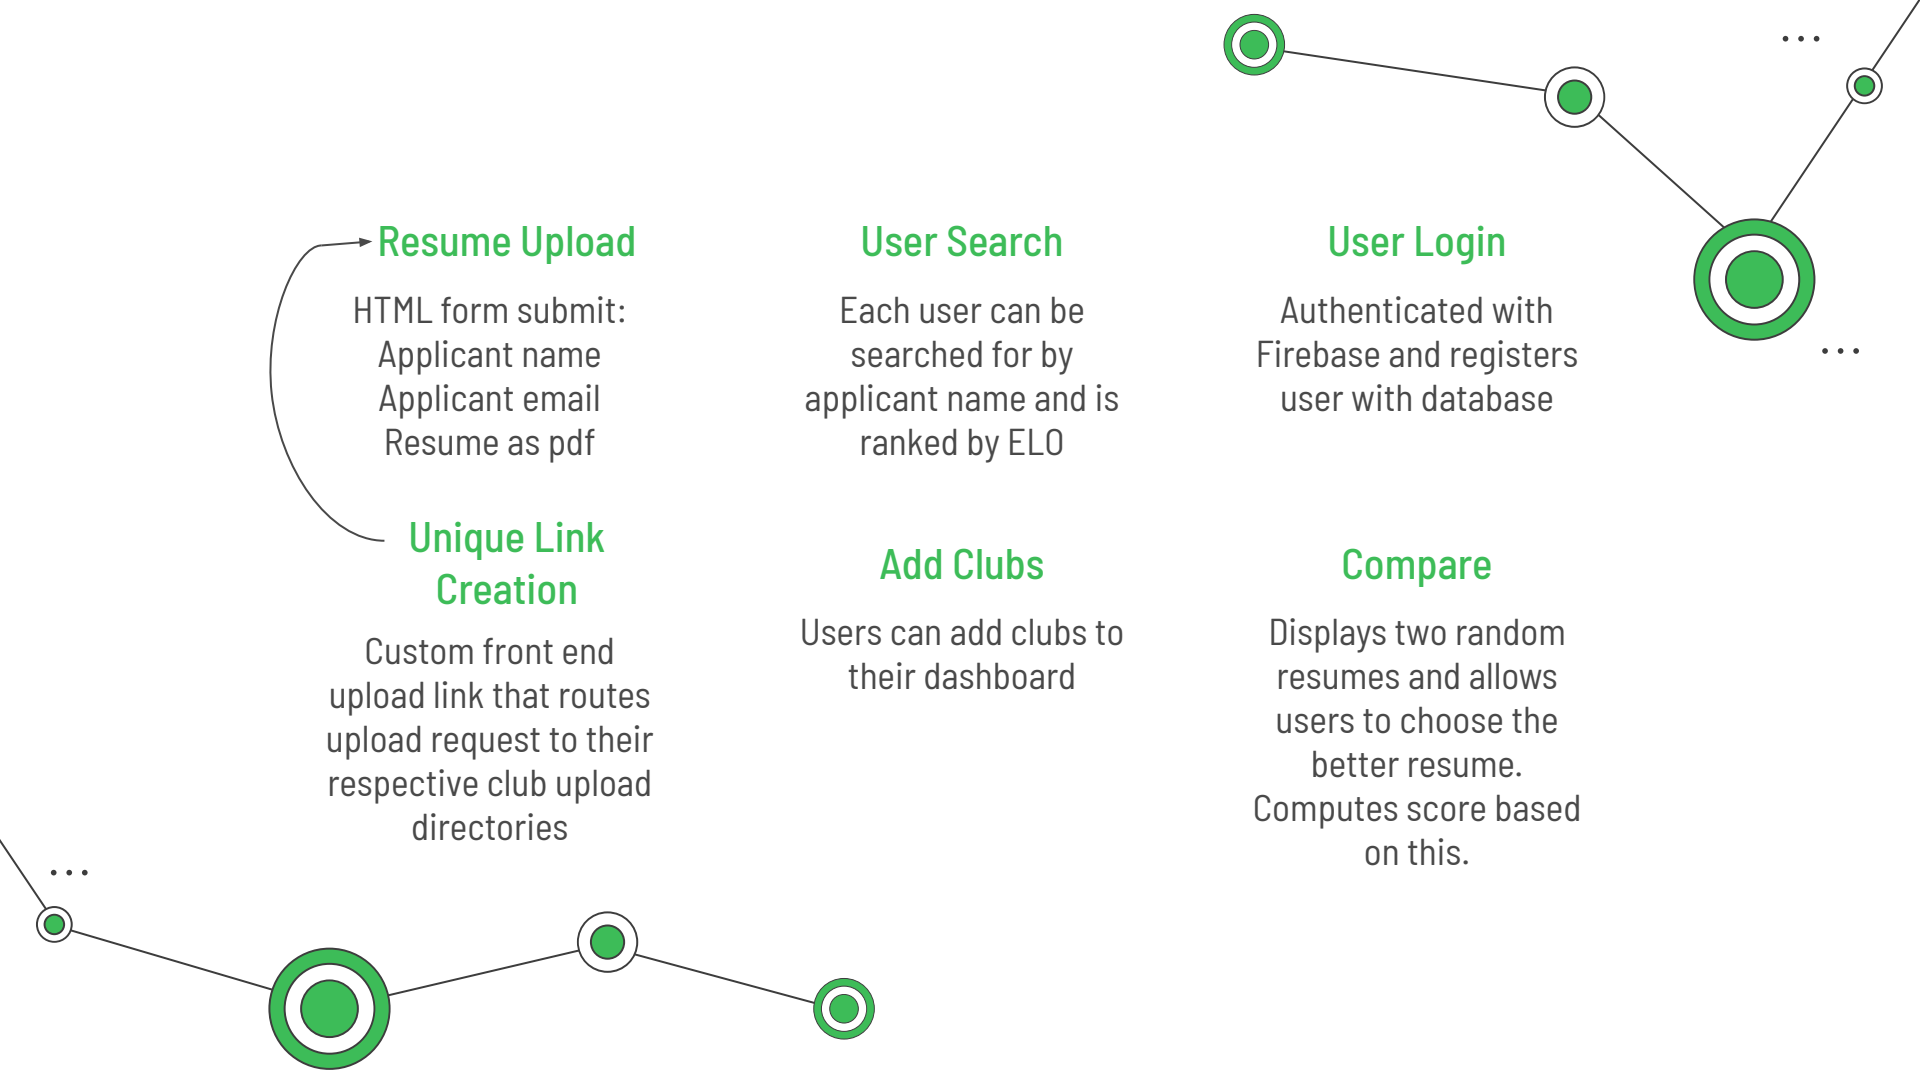 Resume Upload
HTML form submit:
Applicant name
Applicant email
Resume as pdf
User Search
Each user can be
searched for by
applicant name and is
ranked by ELO
User Login
Authenticated with
Firebase and registers
user with database
Unique Link
Creation
Custom front end
upload link that routes
upload request to their
respective club upload
directories
Add Clubs
Users can add clubs to
their dashboard
Compare
Displays two random
resumes and allows
users to choose the
better resume.
Computes score based
on this.